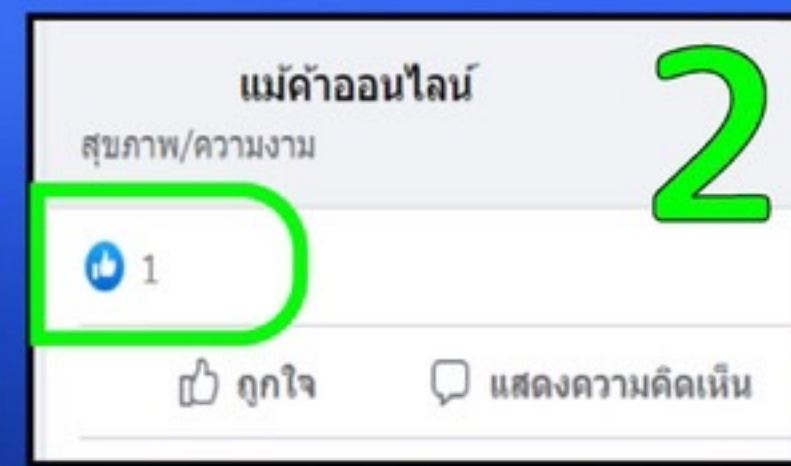 แม้ค้าออนไลน์
2
สุขภาพ/ความงาม
1
ถูกใจ แสดงความคิดเห็น